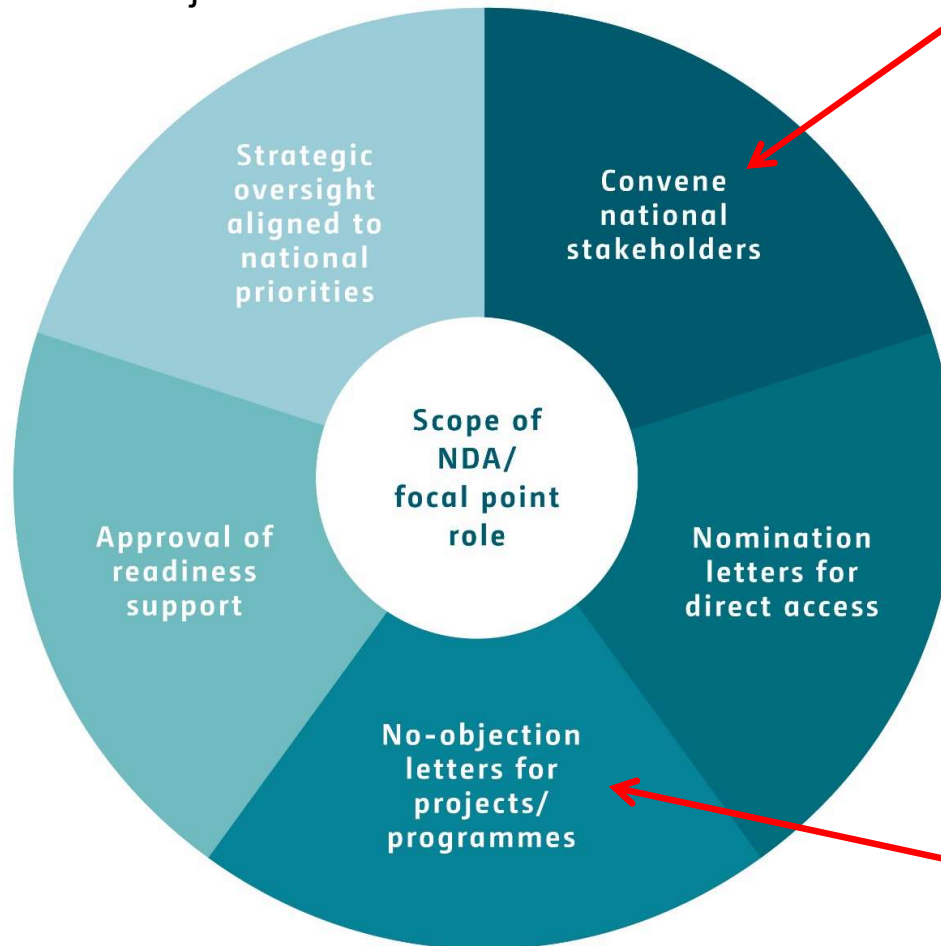 Strategic
oversight
aligned to
national
priorities
Convene
national
stakeholders
Scope of
NDA/
focal point
role
Approval of
readiness
support
Nomination
letters for
direct access
No-objection
letters for
projects/
programmes